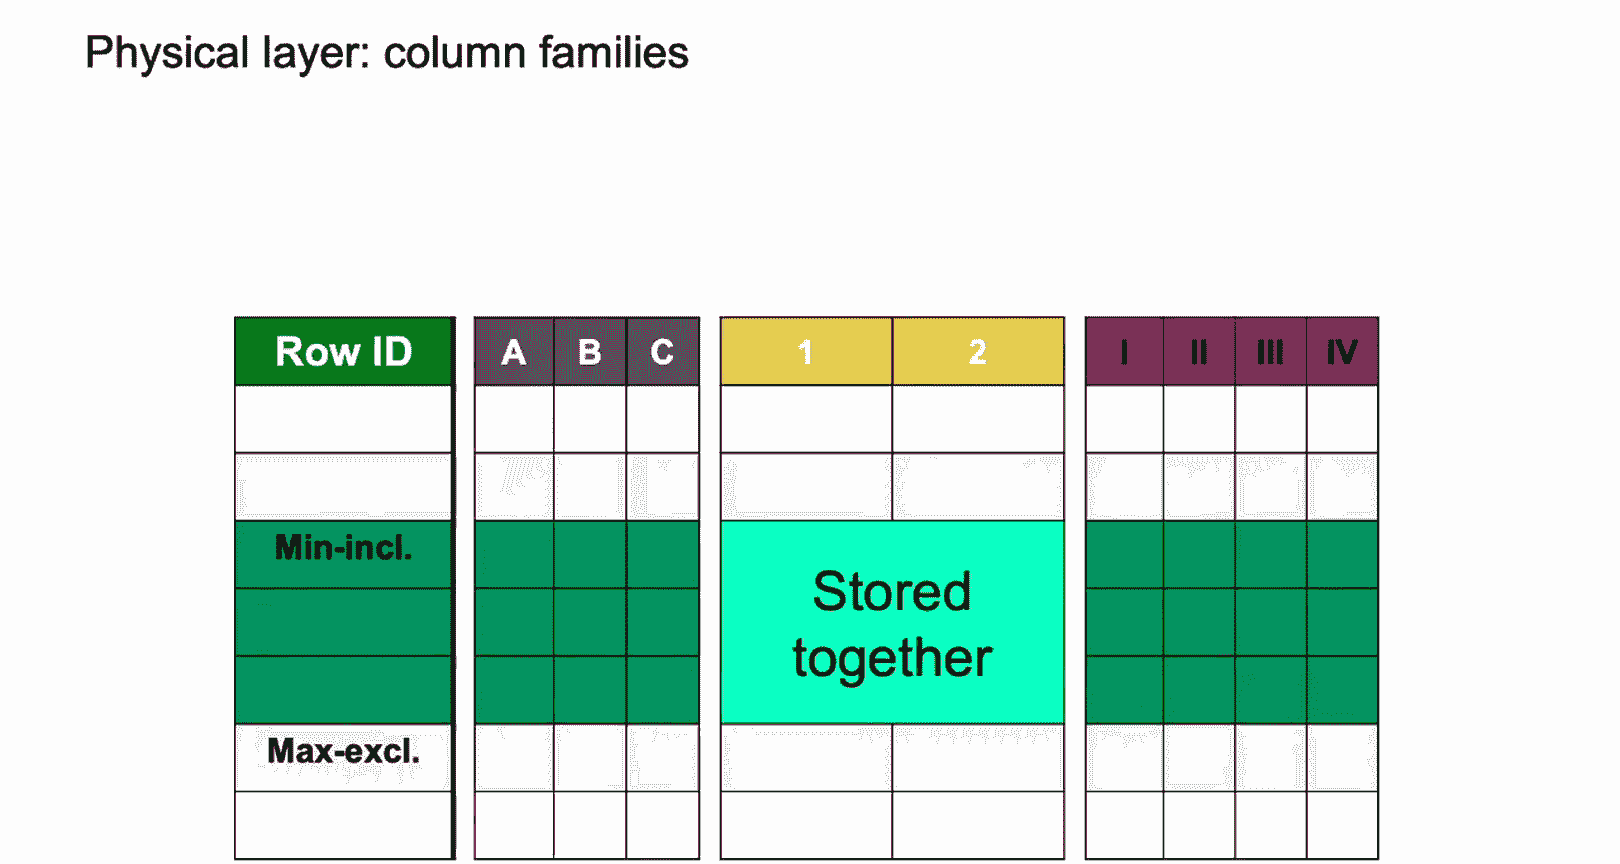 Physical layer: column families
Row ID A B C 1 2 I II III IV
Min-incl.
Stored
together
Max-excl.